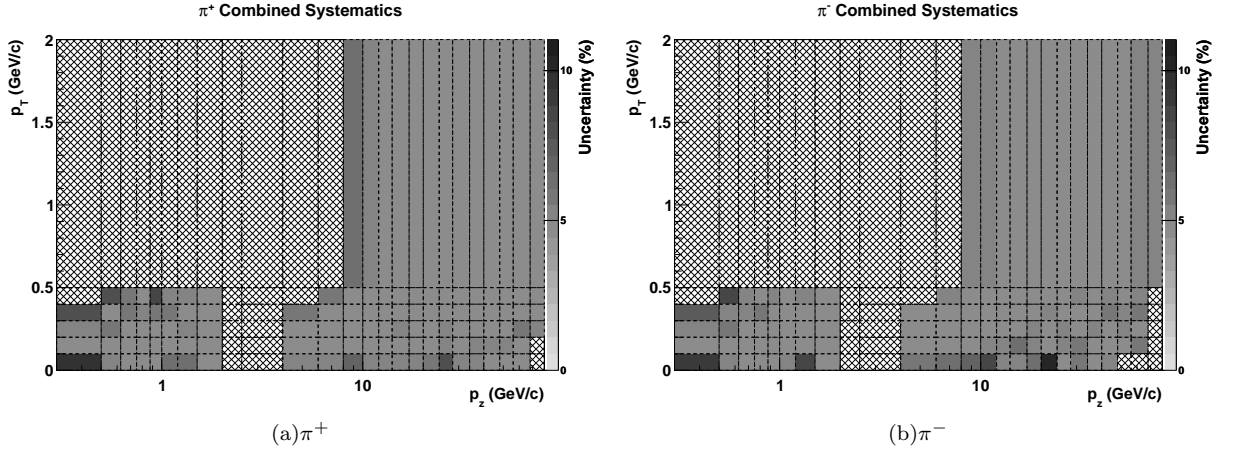 π+ Combined Systematics
p_T (GeV/c)
2
1.5
1
0.5
0
1
10
p_z (GeV/c)
10
5
0
Uncertainty (%)
(a)π+
π- Combined Systematics
p_T (GeV/c)
2
1.5
1
0.5
0
1
10
p_z (GeV/c)
10
5
0
Uncertainty (%)
(b)π−